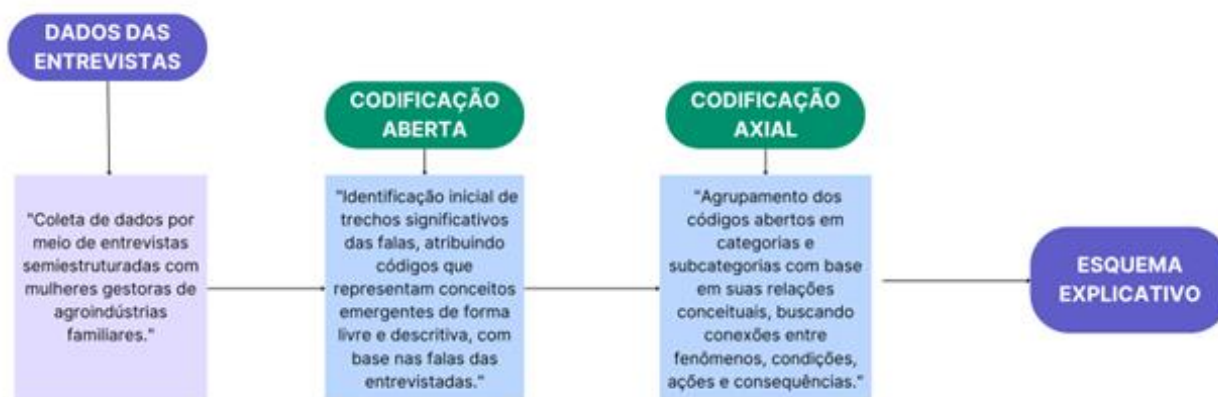 DADOS DAS
ENTREVISTAS
"Coleta de dados por
meio de entrevistas
semiestruturadas com
mulheres gestoras de
agroindústrias
familiares."
CODIFICAÇÃO
ABERTA
"Identificação inicial de
trechos significativos
das falas, atribuindo
códigos que
representam conceitos
emergentes de forma
livre e descritiva, com
base nas falas das
entrevistadas."
CODIFICAÇÃO
AXIAL
"Agrupamento dos
códigos abertos em
categorias e
subcategorias com base
em suas relações
conceituais, buscando
conexões entre
fenômenos, condições,
ações e consequências."
ESQUEMA
EXPLICATIVO